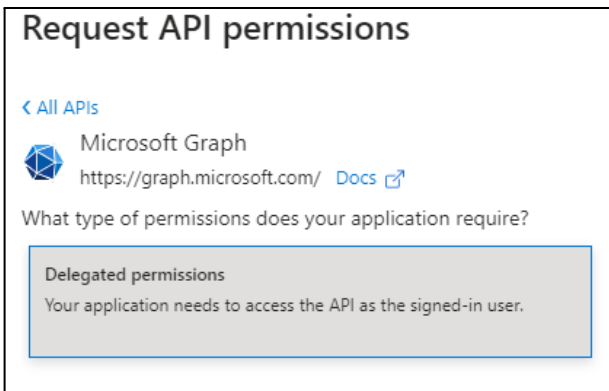 Request API permissions
All APIs
Microsoft Graph
https://graph.microsoft.com/ Docs
What type of permissions does your application require?
Delegated permissions
Your application needs to access the API as the signed-in user.